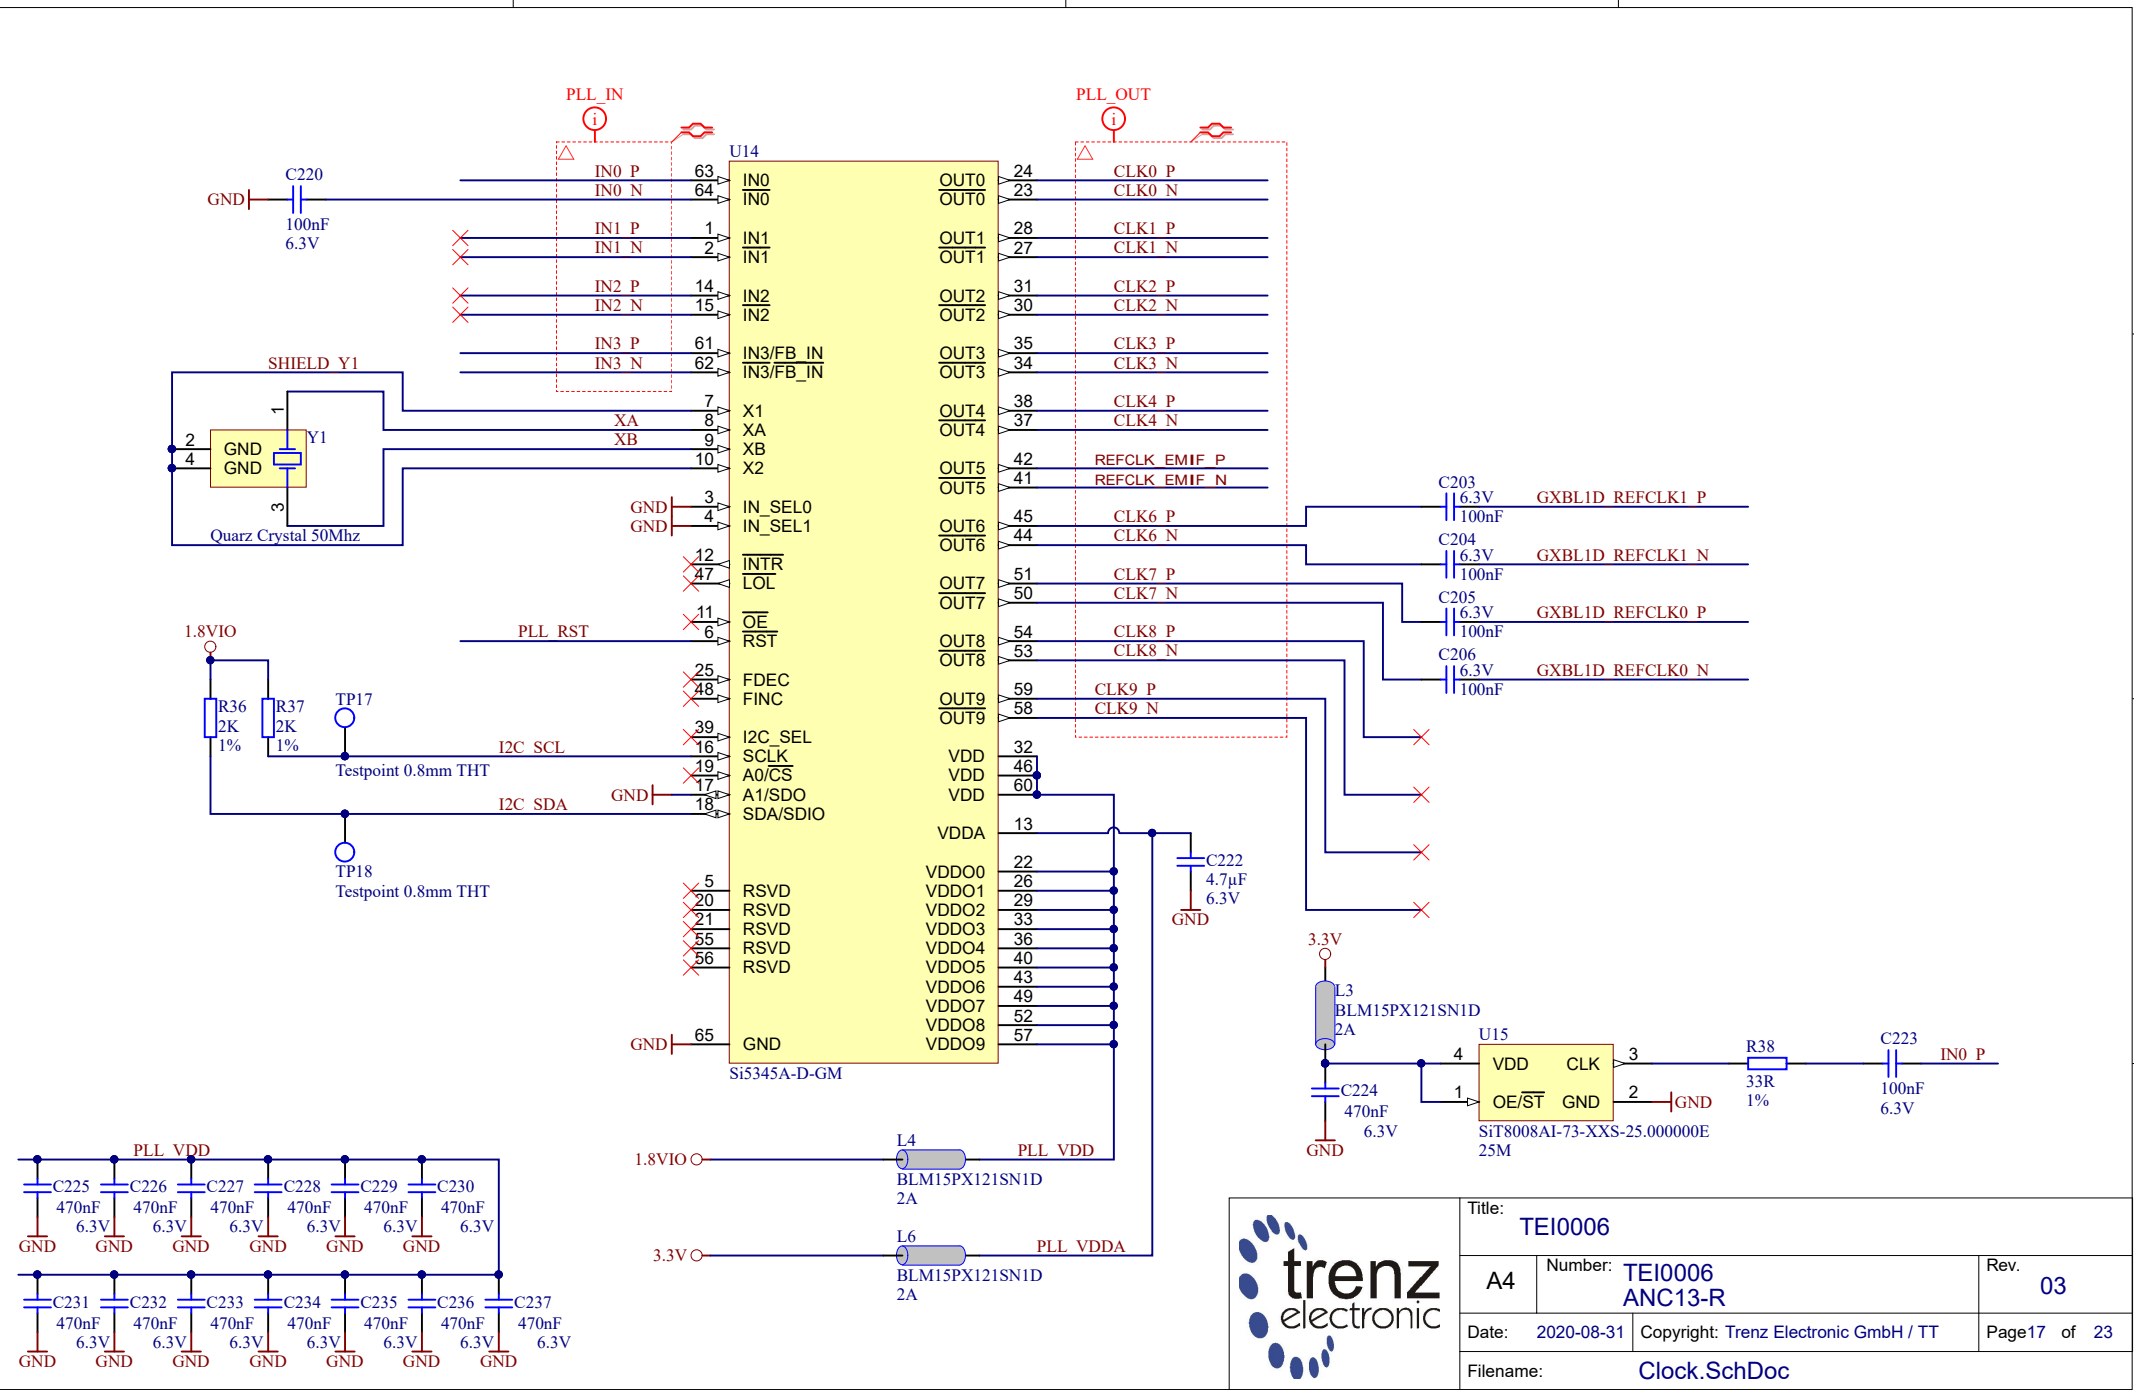 PLL_IN
PLL_OUT
U14
C220
GND
100nF
6.3V
IN0_P 63 IN0
IN0_N 64 IN0
IN1_P 1 IN1
IN1_N 2 IN1
IN2_P 14 IN2
IN2_N 15 IN2
IN3_P 61 IN3/FB_IN
IN3_N 62 IN3/FB_IN
SHIELD_Y1
7 X1
XA 8 XA
XB 9 XB
10 X2
1
Y1
2 GND
4 GND
3
Quarz Crystal 50Mhz
GND 3 IN_SEL0
GND 4 IN_SEL1
12 INTR
47 LOL
11 OE
PLL_RST 6 RST
25 FDEC
48 FINC
39 I2C_SEL
I2C_SCL 16 SCLK
19 A0/CS
GND 17 A1/SDO
I2C_SDA 18 SDA/SDIO
1.8VIO
R36
2K
1%
R37
2K
1%
TP17
Testpoint 0.8mm THT
TP18
Testpoint 0.8mm THT
5 RSVD
20 RSVD
21 RSVD
55 RSVD
56 RSVD
GND 65 GND
Si5345A-D-GM
OUT0 24 CLK0_P
OUT0 23 CLK0_N
OUT1 28 CLK1_P
OUT1 27 CLK1_N
OUT2 31 CLK2_P
OUT2 30 CLK2_N
OUT3 35 CLK3_P
OUT3 34 CLK3_N
OUT4 38 CLK4_P
OUT4 37 CLK4_N
OUT5 42 REFCLK_EMIF_P
OUT5 41 REFCLK_EMIF_N
OUT6 45 CLK6_P
OUT6 44 CLK6_N
OUT7 51 CLK7_P
OUT7 50 CLK7_N
OUT8 54 CLK8_P
OUT8 53 CLK8_N
OUT9 59 CLK9_P
OUT9 58 CLK9_N
VDD 32
VDD 46
VDD 60
VDDA 13
VDDO0 22
VDDO1 26
VDDO2 29
VDDO3 33
VDDO4 36
VDDO5 40
VDDO6 43
VDDO7 49
VDDO8 52
VDDO9 57
C203
6.3V GXBL1D_REFCLK1_P
100nF
C204
6.3V GXBL1D_REFCLK1_N
100nF
C205
6.3V GXBL1D_REFCLK0_P
100nF
C206
6.3V GXBL1D_REFCLK0_N
100nF
C222
4.7µF
6.3V
GND
3.3V
L3
BLM15PX121SN1D
2A
C224
470nF
6.3V
GND
U15
4 VDD CLK 3
1 OE/ST GND 2 GND
SiT8008AI-73-XXS-25.000000E
25M
R38
33R
1%
C223
100nF
6.3V
IN0_P
L4
1.8VIO PLL_VDD
BLM15PX121SN1D
2A
L6
3.3V PLL_VDDA
BLM15PX121SN1D
2A
PLL_VDD
C225 C226 C227 C228 C229 C230
470nF 470nF 470nF 470nF 470nF 470nF
6.3V 6.3V 6.3V 6.3V 6.3V 6.3V
GND GND GND GND GND GND
C231 C232 C233 C234 C235 C236 C237
470nF 470nF 470nF 470nF 470nF 470nF 470nF
6.3V 6.3V 6.3V 6.3V 6.3V 6.3V 6.3V
GND GND GND GND GND GND GND
trenz
electronic
Title:
TEI0006
A4
Number: TEI0006
ANC13-R
Rev.
03
Date: 2020-08-31 Copyright: Trenz Electronic GmbH / TT Page17 of 23
Filename: Clock.SchDoc